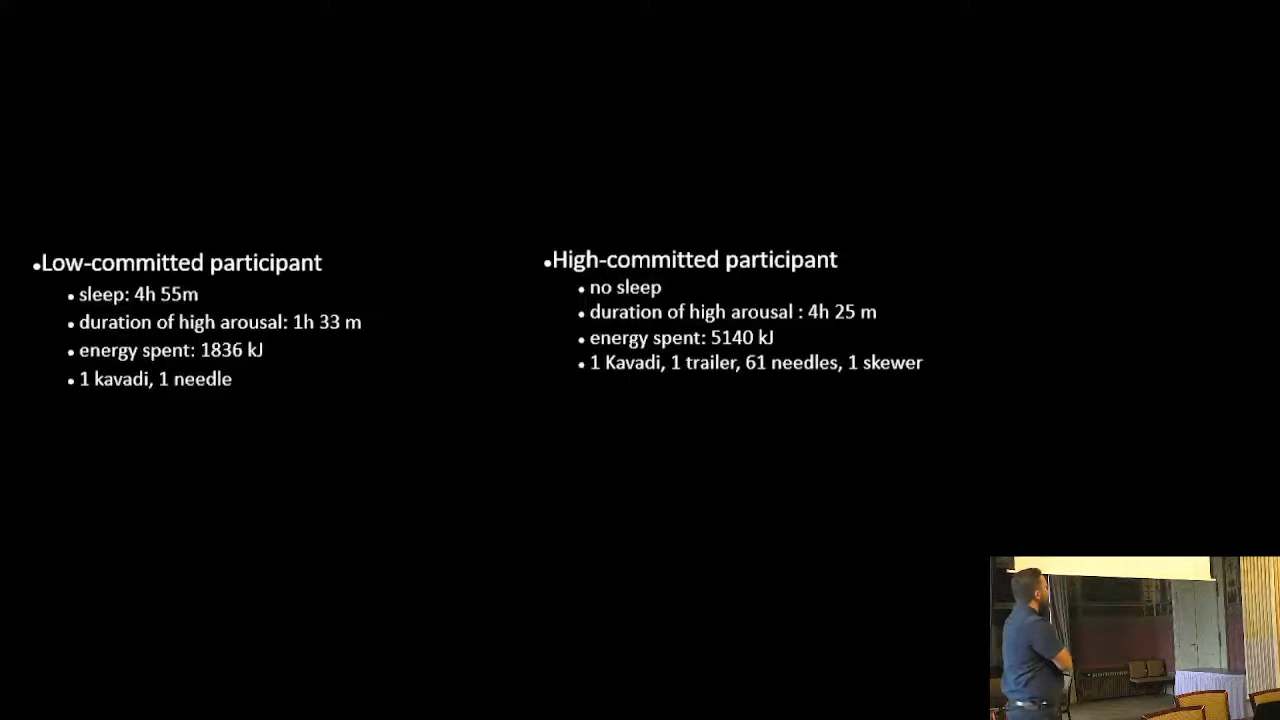 •Low-committed participant
• sleep: 4h 55m
• duration of high arousal: 1h 33 m
• energy spent: 1836 kJ
• 1 kavadi, 1 needle
•High-committed participant
• no sleep
• duration of high arousal : 4h 25 m
• energy spent: 5140 kJ
• 1 Kavadi, 1 trailer, 61 needles, 1 skewer